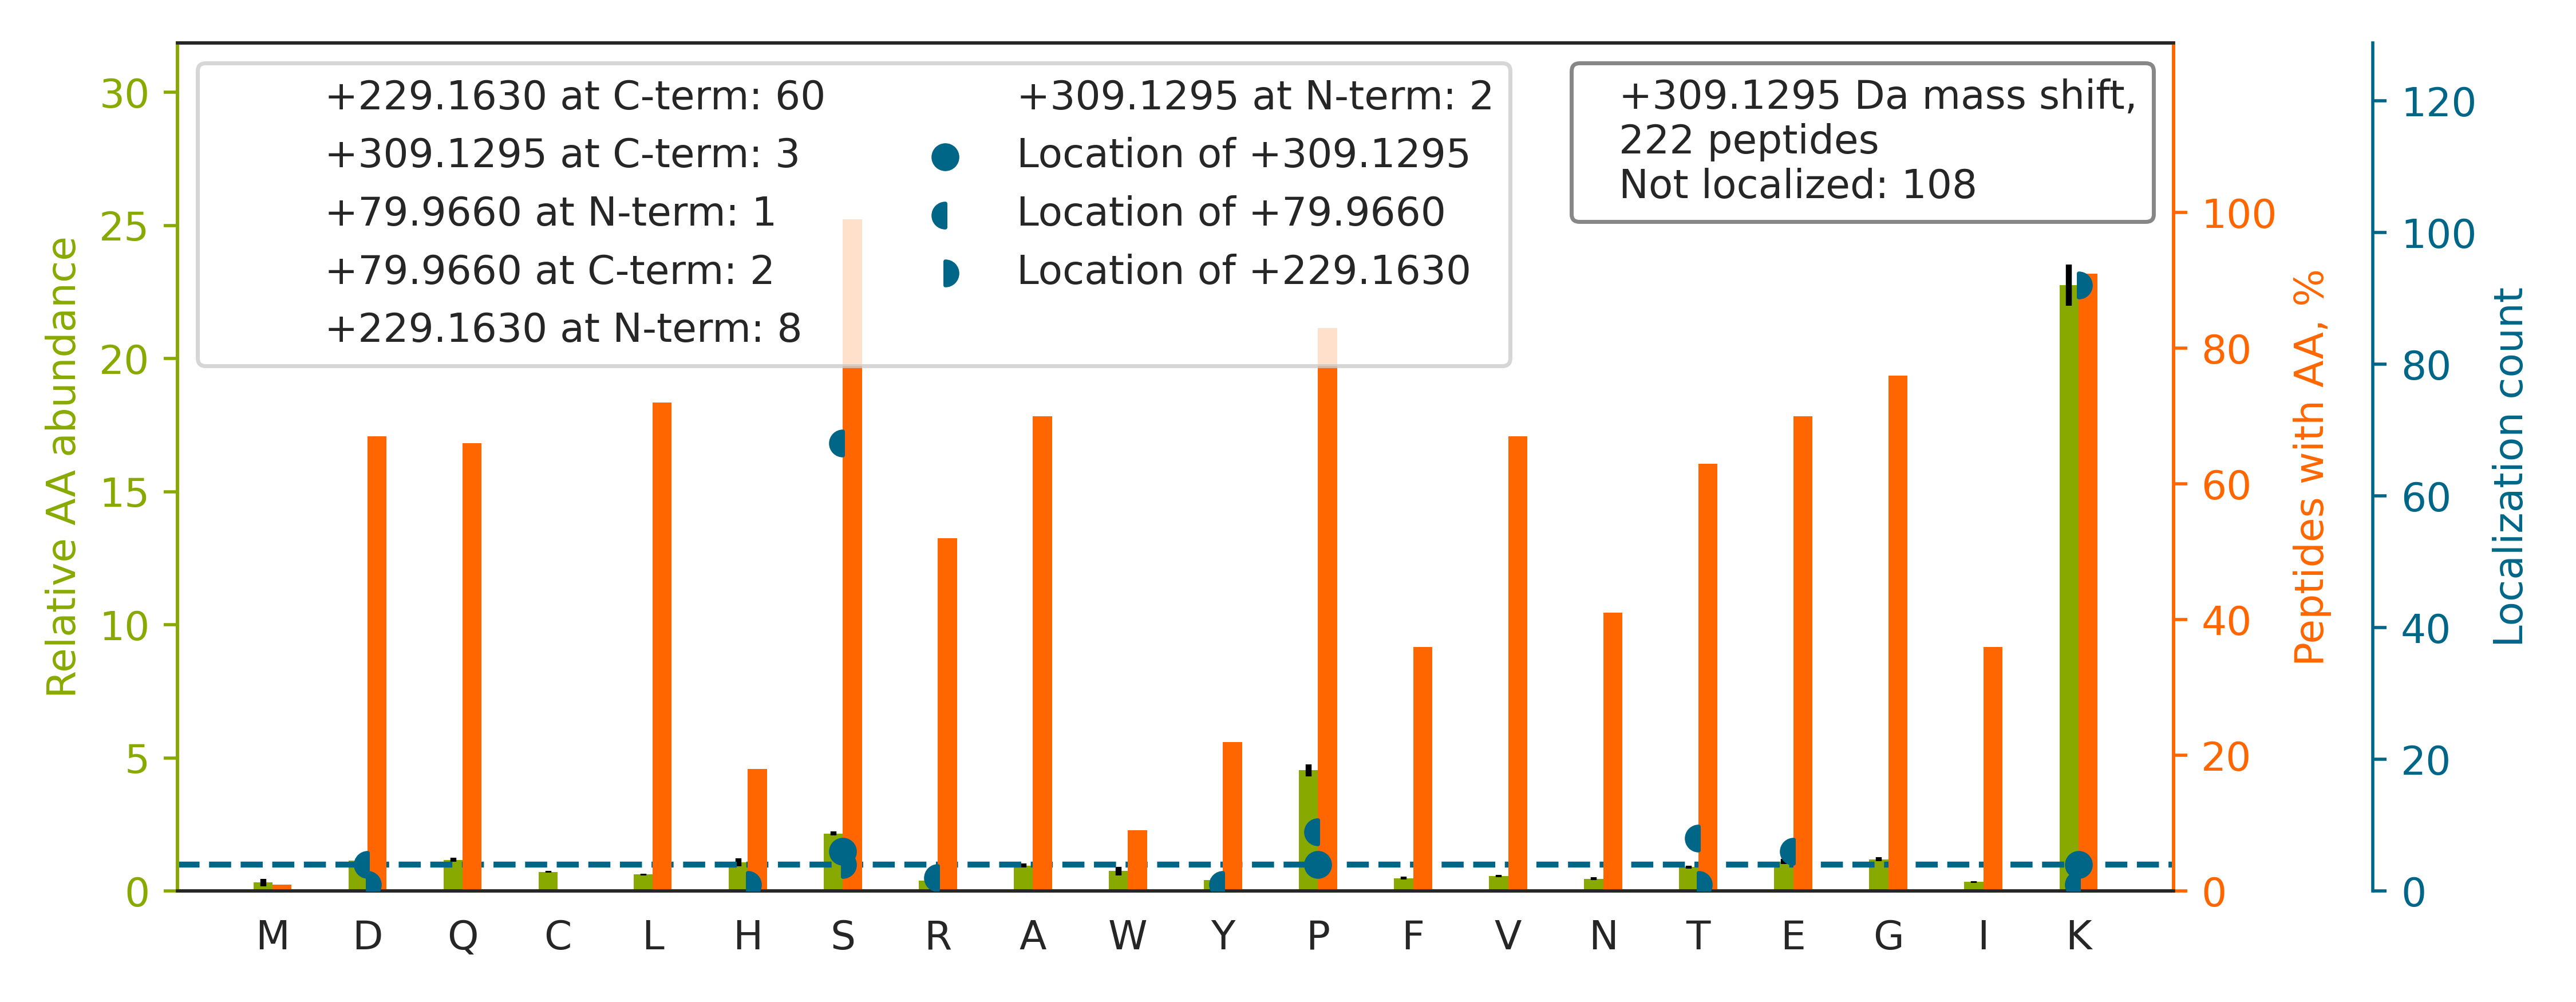 +229.1630 at C-term: 60
+309.1295 at C-term: 3
+79.9660 at N-term: 1
+79.9660 at C-term: 2
+229.1630 at N-term: 8
+309.1295 at N-term: 2
Location of +309.1295
Location of +79.9660
Location of +229.1630
+309.1295 Da mass shift,
222 peptides
Not localized: 108
Relative AA abundance
30
25
20
15
10
5
0
M D Q C L H S R A W Y P F V N T E G I K
100
80
60
40
20
0
Peptides with AA, %
120
100
80
60
40
20
0
Localization count